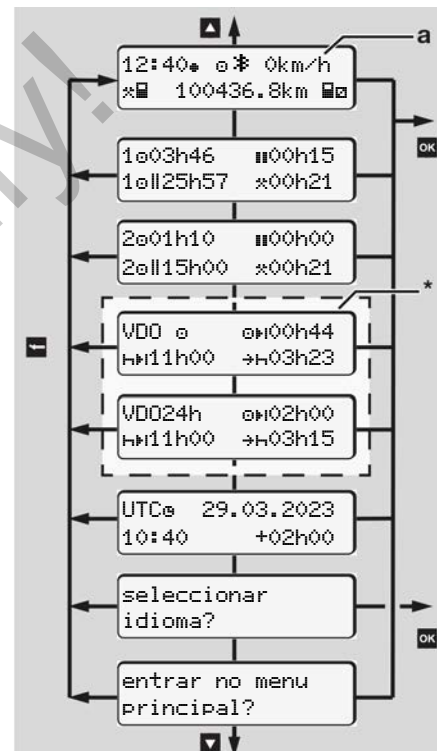 a
12:40 0km/h
100436.8km
OK
1 03h46 00h15
1 25h57 00h21
2 01h10 00h00
2 15h00 00h21
*
VDO 00h44
11h00 03h23
VDO24h 02h00
11h00 03h15
UTC 29.03.2023
10:40 +02h00
seleccionar
idioma?
OK
entrar no menu
principal?